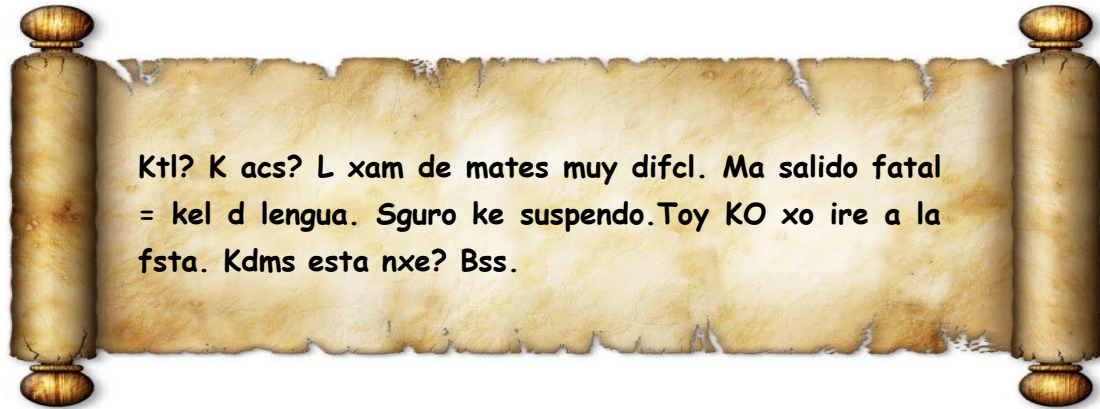 Ktl? K acs? L xam de mates muy difcl. Ma salido fatal
= kel d lengua. Sguro ke suspendo.Toy KO xo ire a la
fsta. Kdms esta nxe? Bss.